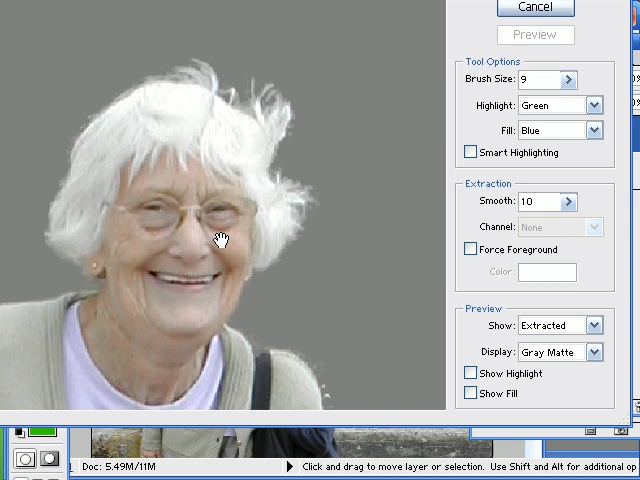 Cancel
Preview
Tool Options
Brush Size: 9
Highlight: Green
Fill: Blue
Smart Highlighting
Extraction
Smooth: 10
Channel: None
Force Foreground
Color:
Preview
Show: Extracted
Display: Gray Matte
Show Highlight
Show Fill
Doc: 5.49M/11M
Click and drag to move layer or selection. Use Shift and Alt for additional op